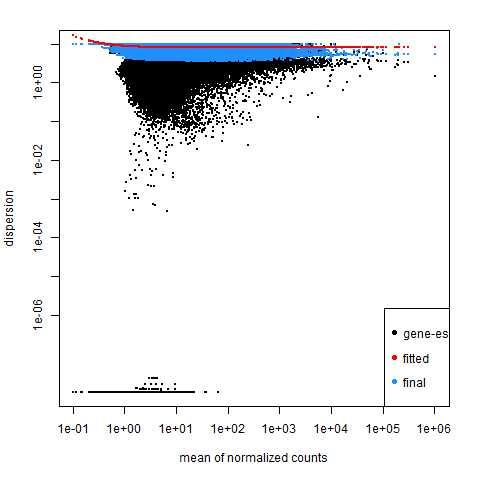 dispersion
1e+00
1e-02
1e-04
1e-06
gene-es
fitted
final
1e-01 1e+00 1e+01 1e+02 1e+03 1e+04 1e+05 1e+06
mean of normalized counts